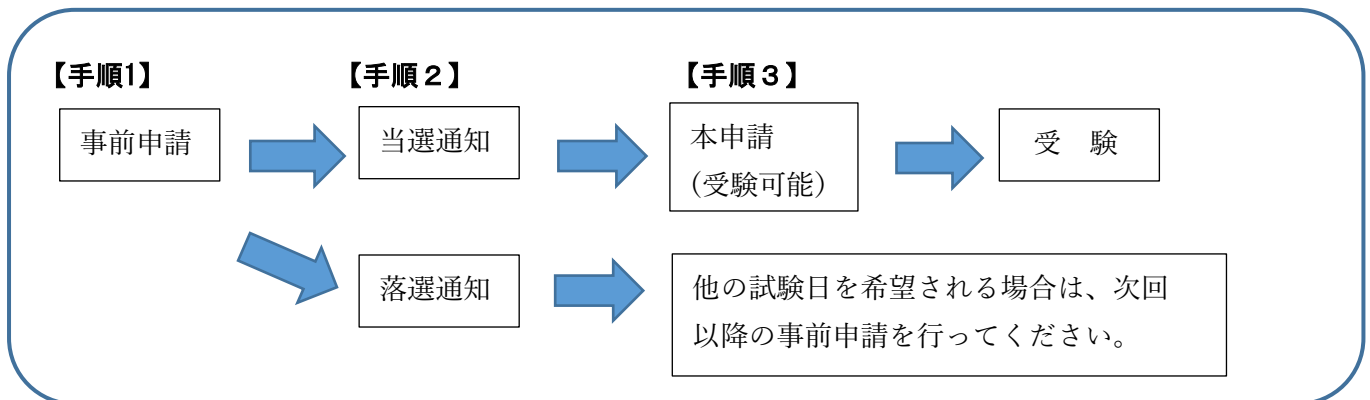 【手順1】
【手順２】
【手順３】
事前申請
当選通知
本申請
(受験可能)
受　験
落選通知
他の試験日を希望される場合は、次回
以降の事前申請を行ってください。